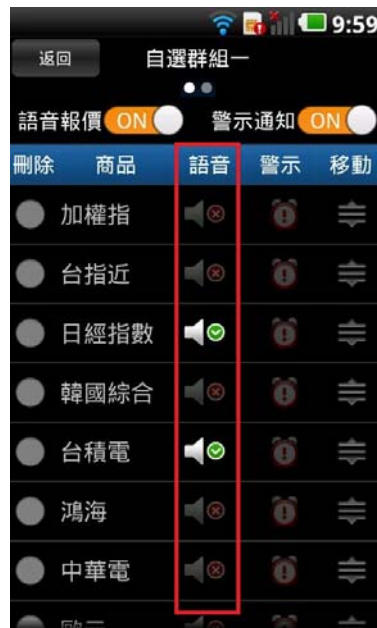 9:59
返回 自選群組一
語音報價 ON 警示通知 ON
刪除 商品 語音 警示 移動
加權指
台指近
日經指數
韓國綜合
台積電
鴻海
中華電